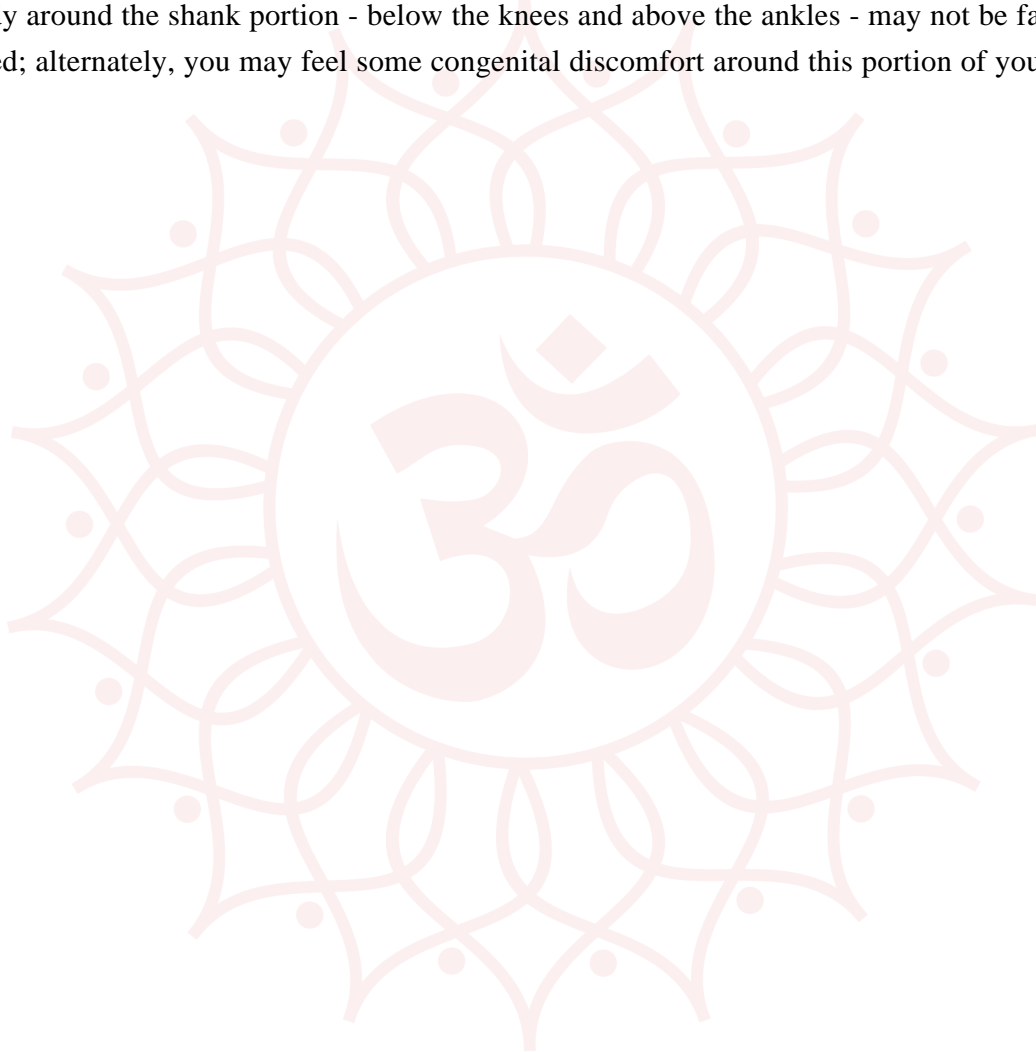 y around the shank portion - below the knees and above the ankles - may not be fa
ed; alternately, you may feel some congenital discomfort around this portion of you
ॐ